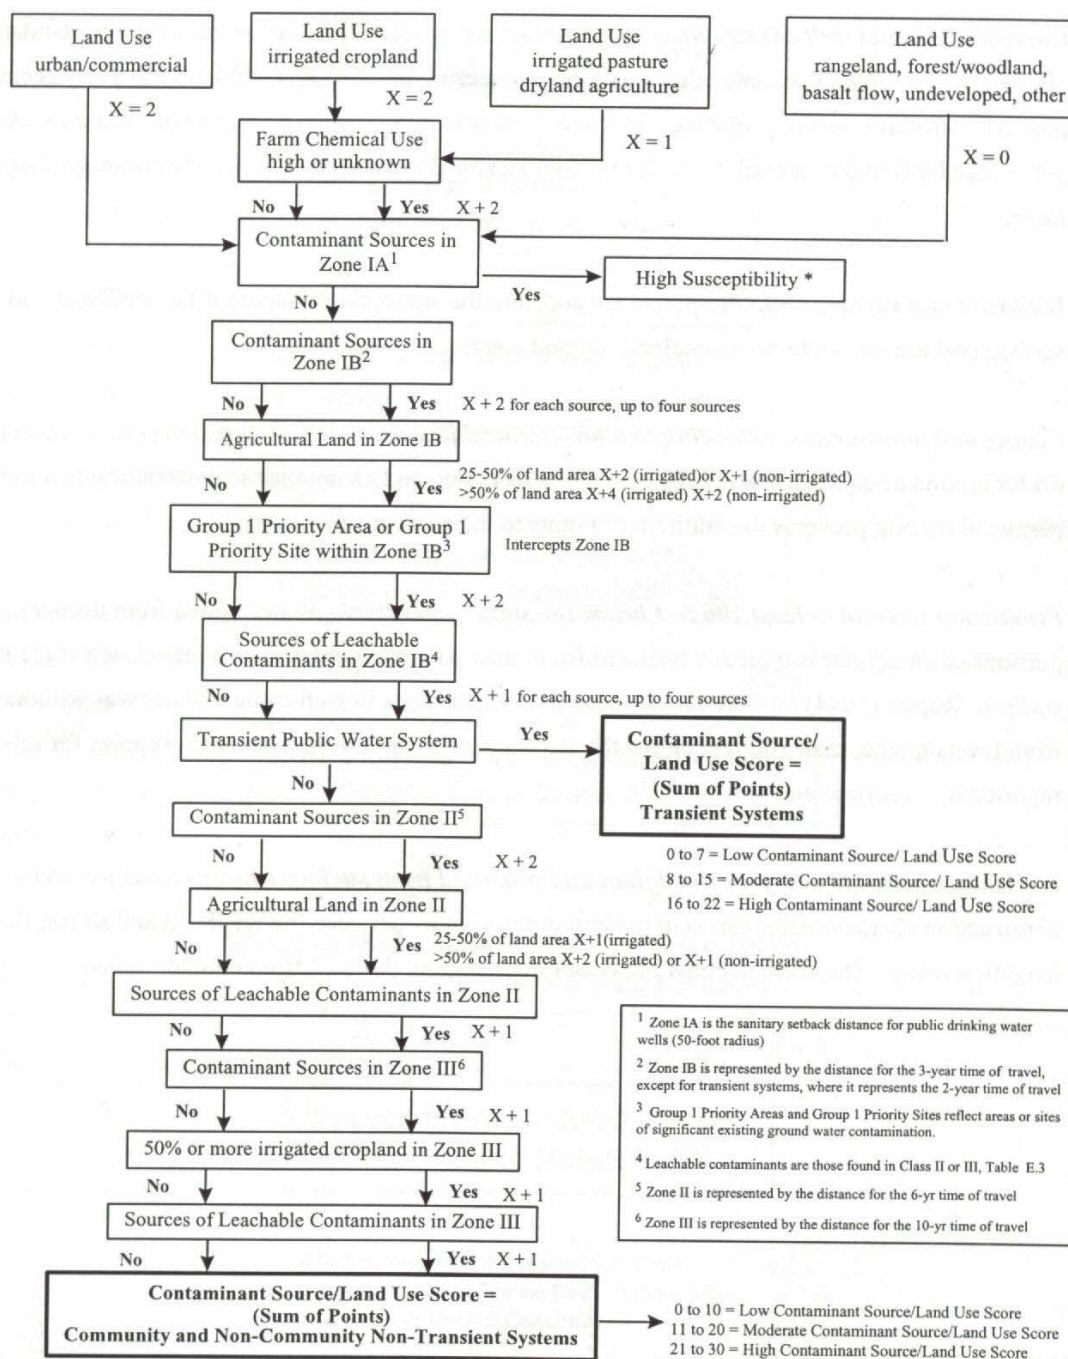 Land Use
urban/commercial
Land Use
irrigated cropland
Land Use
irrigated pasture
dryland agriculture
Land Use
rangeland, forest/woodland,
basalt flow, undeveloped, other
X = 2
X = 2
X = 1
X = 0
Farm Chemical Use
high or unknown
No
Yes X + 2
Contaminant Sources in
Zone IA1
Yes
High Susceptibility *
No
Contaminant Sources in
Zone IB2
No
Yes X + 2 for each source, up to four sources
Agricultural Land in Zone IB
No
Yes
25-50% of land area X+2 (irrigated)or X+1 (non-irrigated)
>50% of land area X+4 (irrigated) X+2 (non-irrigated)
Group 1 Priority Area or Group 1
Priority Site within Zone IB3
Intercepts Zone IB
No
Yes X + 2
Sources of Leachable
Contaminants in Zone IB4
No
Yes X + 1 for each source, up to four sources
Transient Public Water System
Yes
Contaminant Source/
Land Use Score =
(Sum of Points)
Transient Systems
No
0 to 7 = Low Contaminant Source/ Land Use Score
8 to 15 = Moderate Contaminant Source/ Land Use Score
16 to 22 = High Contaminant Source/ Land Use Score
Contaminant Sources in Zone II5
No
Yes X + 2
Agricultural Land in Zone II
No
Yes
25-50% of land area X+1(irrigated)
>50% of land area X+2 (irrigated) or X+1 (non-irrigated)
Sources of Leachable Contaminants in Zone II
No
Yes X + 1
Contaminant Sources in Zone III6
No
Yes X + 1
50% or more irrigated cropland in Zone III
No
Yes X + 1
Sources of Leachable Contaminants in Zone III
No
Yes X + 1
Contaminant Source/Land Use Score =
(Sum of Points)
Community and Non-Community Non-Transient Systems
0 to 10 = Low Contaminant Source/Land Use Score
11 to 20 = Moderate Contaminant Source/Land Use Score
21 to 30 = High Contaminant Source/Land Use Score
1 Zone IA is the sanitary setback distance for public drinking water
wells (50-foot radius)
2 Zone IB is represented by the distance for the 3-year time of travel,
except for transient systems, where it represents the 2-year time of travel
3 Group 1 Priority Areas and Group 1 Priority Sites reflect areas or sites
of significant existing ground water contamination.
4 Leachable contaminants are those found in Class II or III, Table E.3
5 Zone II is represented by the distance for the 6-yr time of travel
6 Zone III is represented by the distance for the 10-yr time of travel